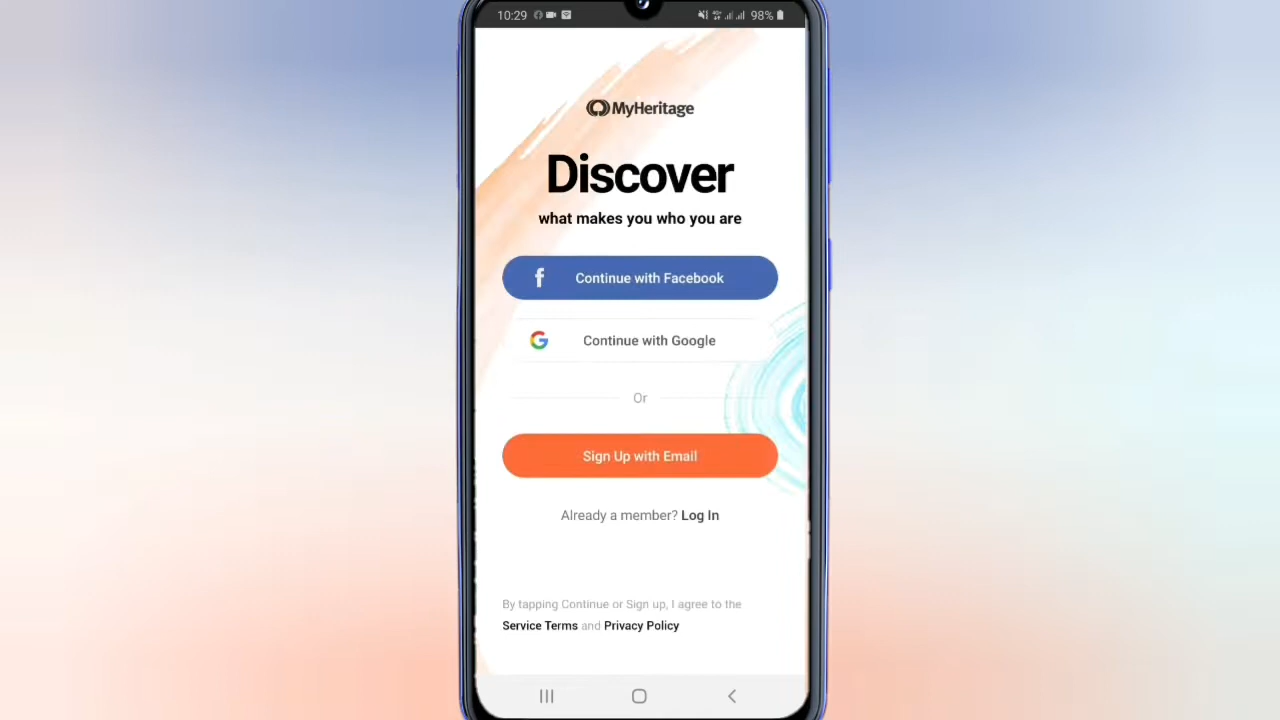 10:29 98%
MyHeritage
Discover
what makes you who you are
Continue with Facebook
Continue with Google
Or
Sign Up with Email
Already a member? Log In
By tapping Continue or Sign up, I agree to the
Service Terms and Privacy Policy